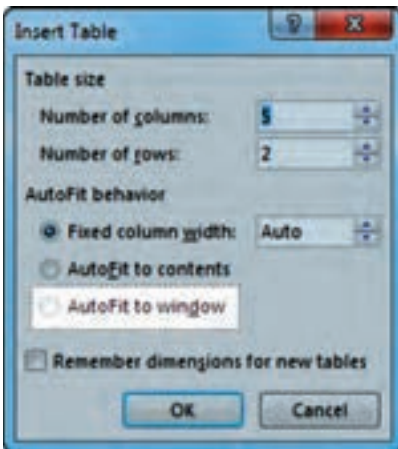 Insert Table
Table size
Number of columns: 5
Number of rows: 2
AutoFit behavior
Fixed column width: Auto
AutoFit to contents
AutoFit to window
Remember dimensions for new tables
OK Cancel